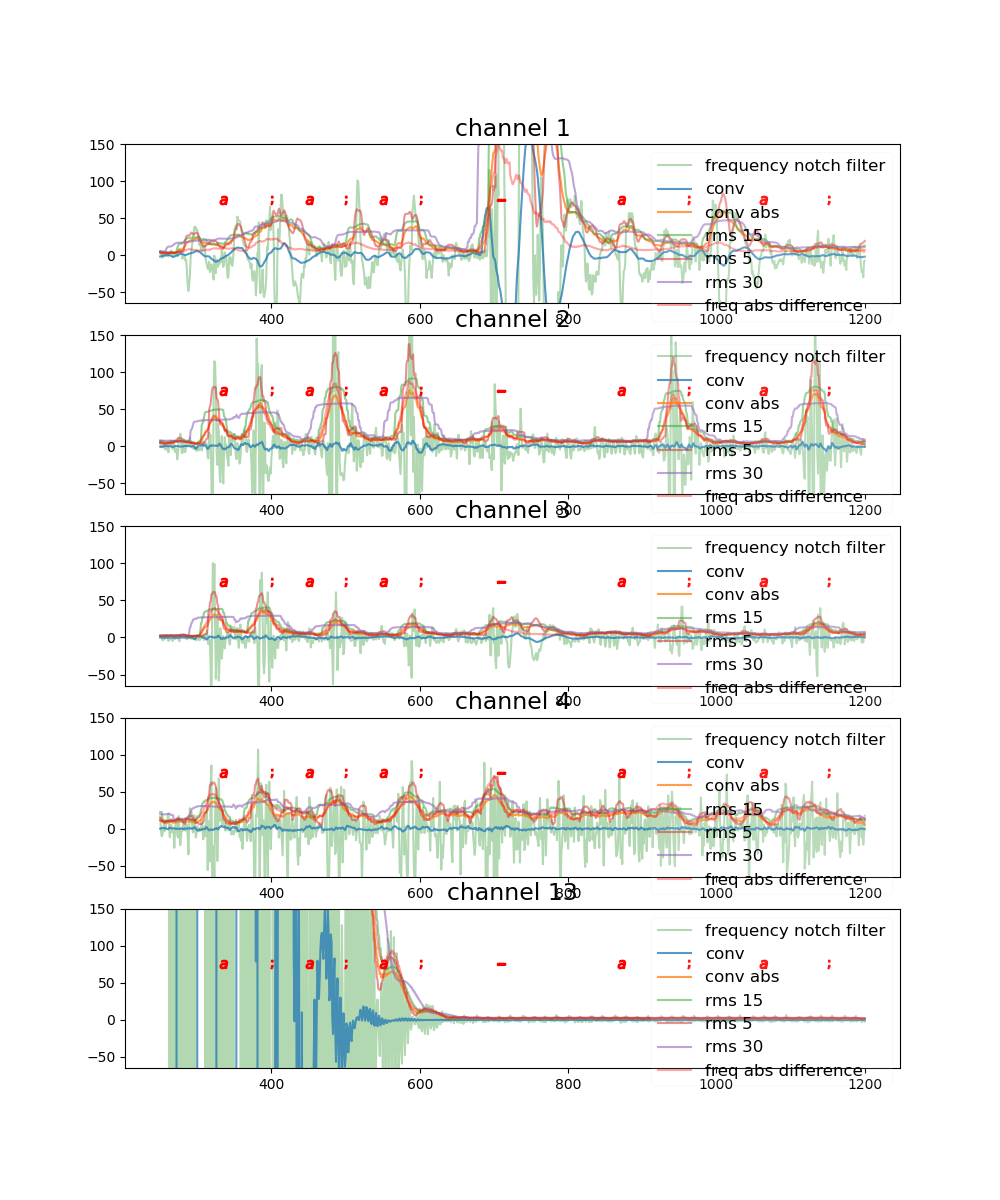 channel 1
150
100
50
0
−50
a ; a ; a ; - a ; a ;
frequency notch filter
conv
conv abs
rms 15
rms 5
rms 30
freq abs difference
400 600 800 1000 1200
channel 2
150
100
50
0
−50
a ; a ; a ; - a ; a ;
frequency notch filter
conv
conv abs
rms 15
rms 5
rms 30
freq abs difference
400 600 800 1000 1200
channel 3
150
100
50
0
−50
a ; a ; a ; - a ; a ;
frequency notch filter
conv
conv abs
rms 15
rms 5
rms 30
freq abs difference
400 600 800 1000 1200
channel 4
150
100
50
0
−50
a ; a ; a ; - a ; a ;
frequency notch filter
conv
conv abs
rms 15
rms 5
rms 30
freq abs difference
400 600 800 1000 1200
channel 13
150
100
50
0
−50
a ; a ; a ; - a ; a ;
frequency notch filter
conv
conv abs
rms 15
rms 5
rms 30
freq abs difference
400 600 800 1000 1200